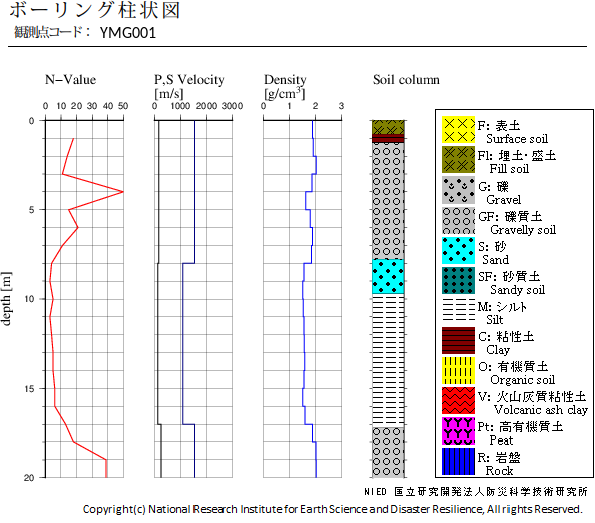 ボーリング柱状図
観測点コード： YMG001
N−Value
P,S Velocity
[m/s]
Density
[g/cm³]
Soil column
0 10 20 30 40 50
0 1000 2000 3000
0 1 2 3
depth [m]
0
5
10
15
20
F: 表土
Surface soil
Fl: 埋土・盛土
Fill soil
G: 礫
Gravel
GF: 礫質土
Gravelly soil
S: 砂
Sand
SF: 砂質土
Sandy soil
M: シルト
Silt
C: 粘性土
Clay
O: 有機質土
Organic soil
V: 火山灰質粘性土
Volcanic ash clay
Pt: 高有機質土
Peat
R: 岩盤
Rock
NIED 国立研究開発法人防災科学技術研究所
Copyright(c) National Research Institute for Earth Science and Disaster Resilience, All rights Reserved.